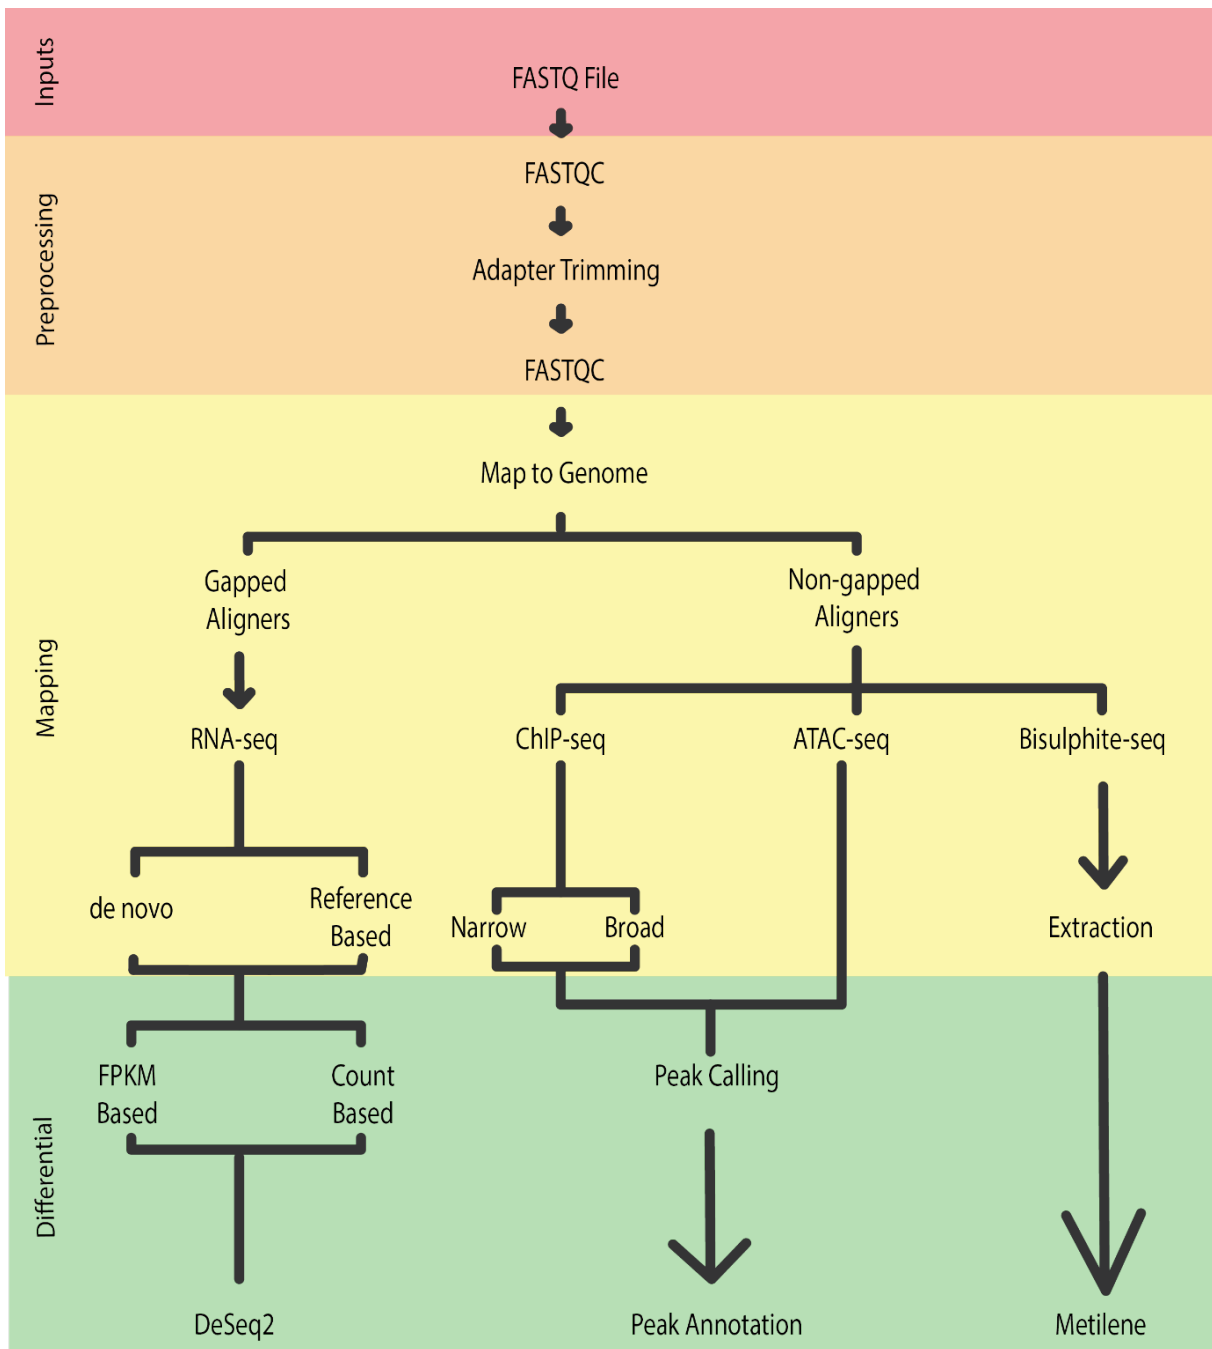 Inputs
FASTQ File
Preprocessing
FASTQC
Adapter Trimming
FASTQC
Mapping
Map to Genome
Gapped
Aligners
Non-gapped
Aligners
RNA-seq
ChIP-seq
ATAC-seq
Bisulphite-seq
de novo
Reference
Based
Narrow
Broad
Extraction
Differential
FPKM
Based
Count
Based
Peak Calling
DeSeq2
Peak Annotation
Metilene